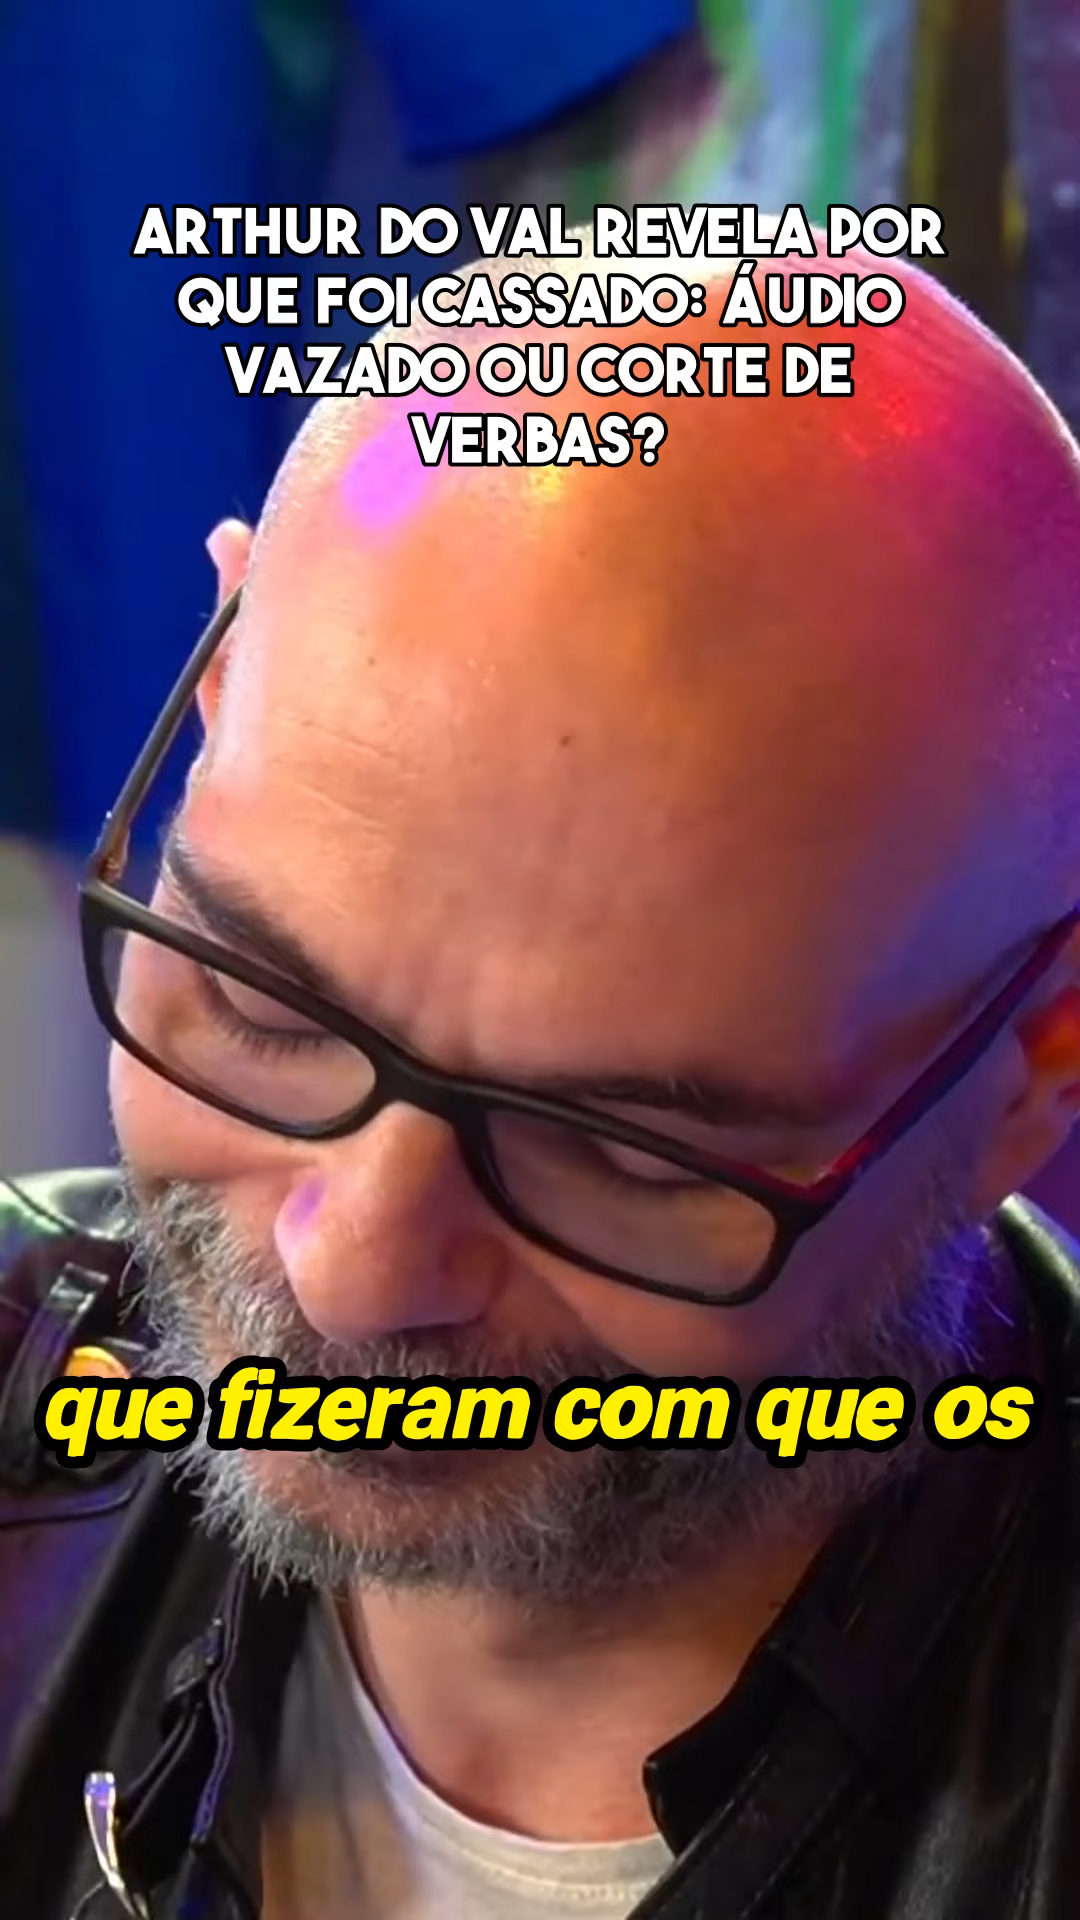 ARTHUR DO VAL REVELA POR
QUE FOI CASSADO: ÁUDIO
VAZADO OU CORTE DE
VERBAS?
que fizeram com que os